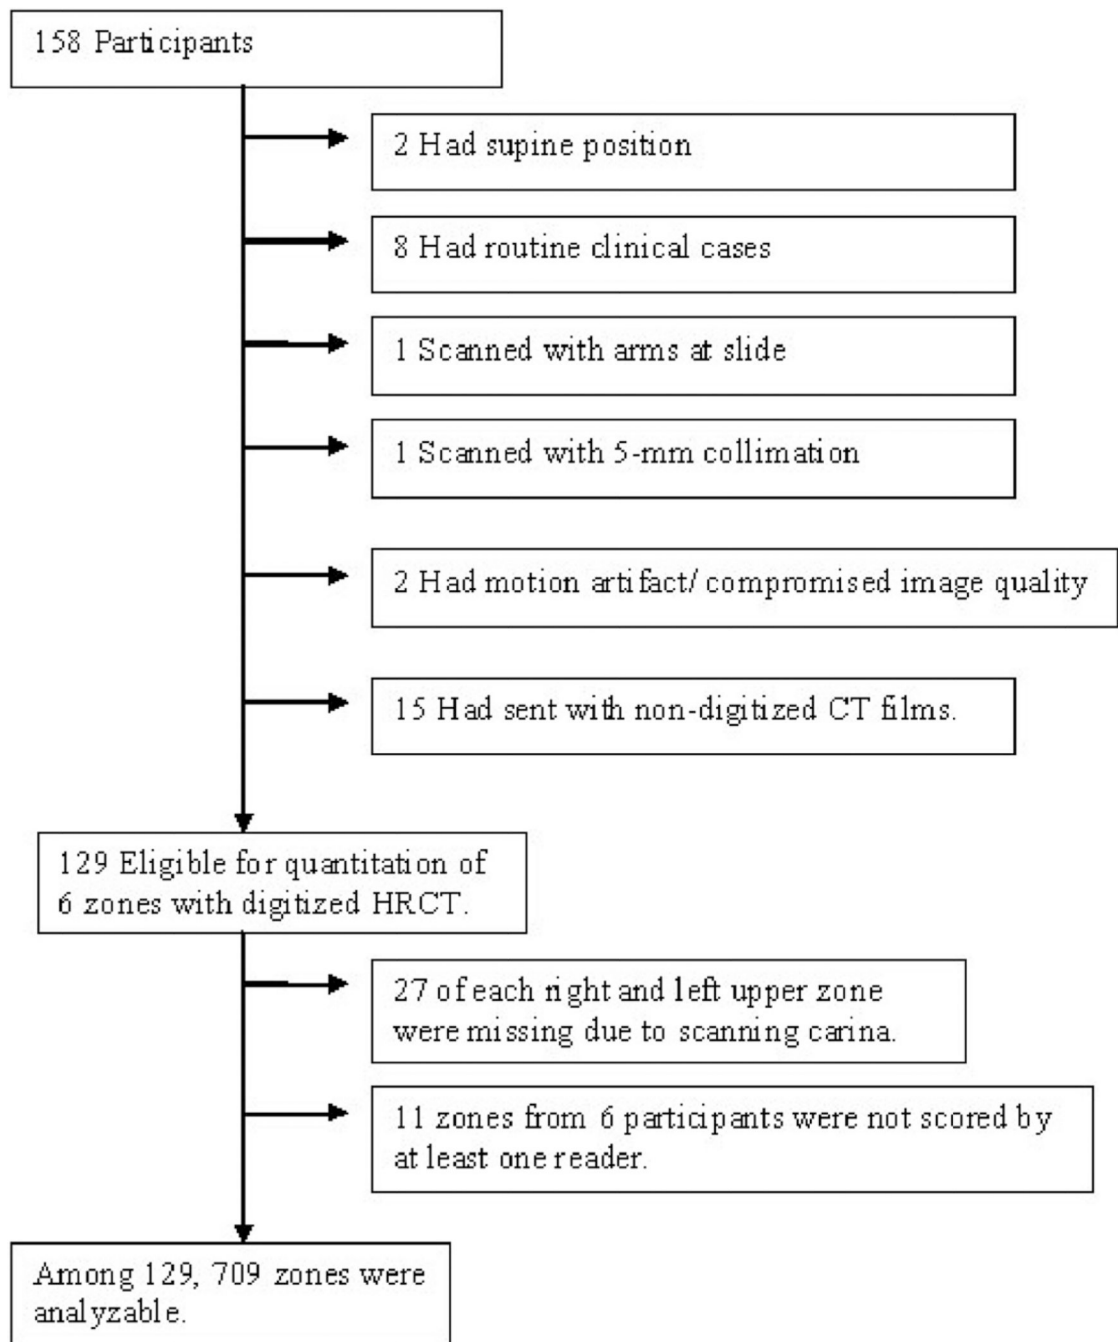 158 Participants
2 Had supine position
8 Had routine clinical cases
1 Scanned with arms at slide
1 Scanned with 5-mm collimation
2 Had motion artifact/ compromised image quality
15 Had sent with non-digitized CT films.
129 Eligible for quantitation of
6 zones with digitized HRCT.
27 of each right and left upper zone
were missing due to scanning carina.
11 zones from 6 participants were not scored by
at least one reader.
Among 129, 709 zones were
analyzable.